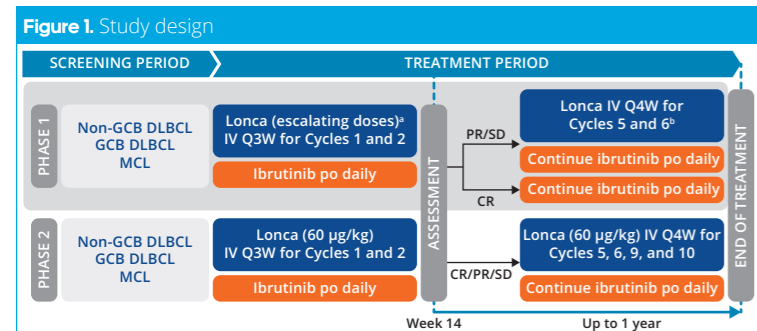 Figure 1. Study design
SCREENING PERIOD
TREATMENT PERIOD
PHASE 1
Non-GCB DLBCL
GCB DLBCL
MCL
Lonca (escalating doses)ᵃ
IV Q3W for Cycles 1 and 2
Ibrutinib po daily
ASSESSMENT
PR/SD
CR
Lonca IV Q4W for
Cycles 5 and 6ᵇ
Continue ibrutinib po daily
Continue ibrutinib po daily
END OF TREATMENT
PHASE 2
Non-GCB DLBCL
GCB DLBCL
MCL
Lonca (60 µg/kg)
IV Q3W for Cycles 1 and 2
Ibrutinib po daily
CR/PR/SD
Lonca (60 µg/kg) IV Q4W for
Cycles 5, 6, 9, and 10
Continue ibrutinib po daily
Week 14
Up to 1 year